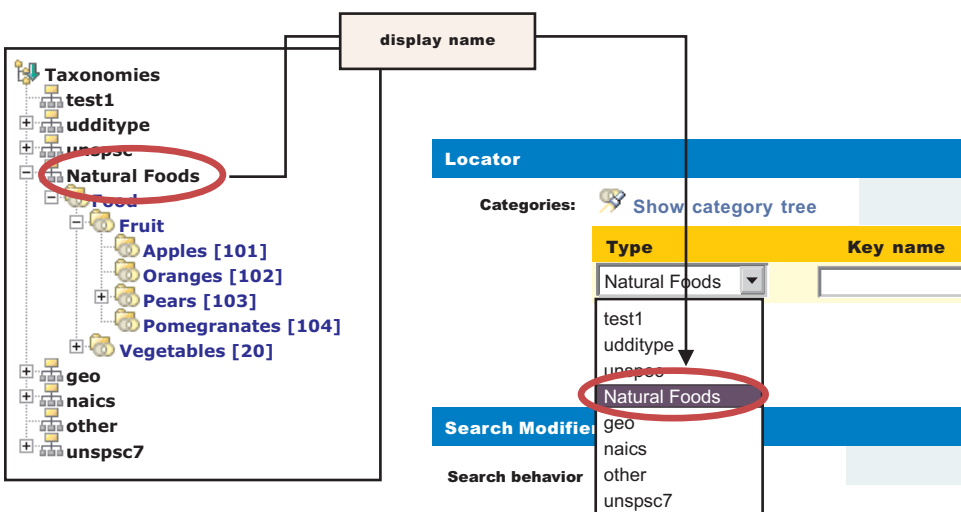 display name
Taxonomies
test1
udditype
unspsc
Natural Foods
Food
Fruit
Apples [101]
Oranges [102]
Pears [103]
Pomegranates [104]
Vegetables [20]
geo
naics
other
unspsc7
Locator
Categories: Show category tree
Type Key name
Natural Foods
test1
udditype
unspsc
Natural Foods
geo
naics
other
unspsc7
Search Modifie
Search behavior